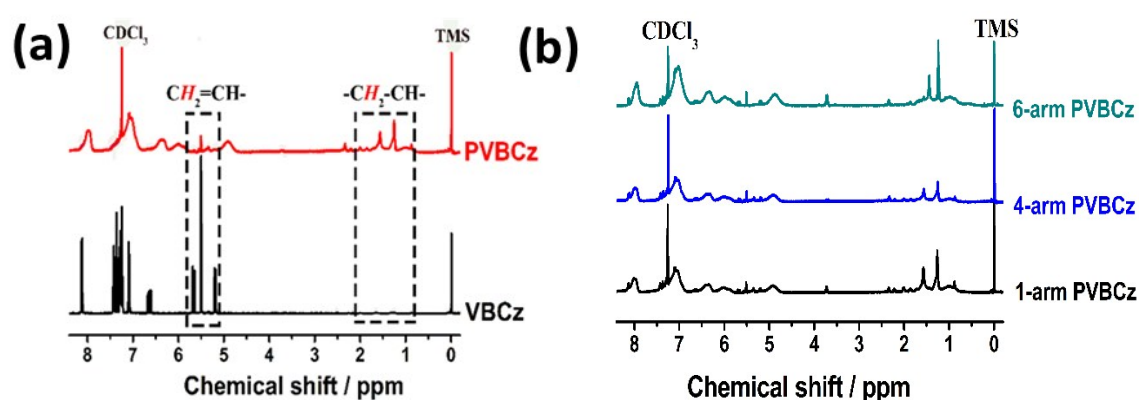 (a)
CDCl3
TMS
CH2=CH-
-CH2-CH-
PVBCz
VBCz
8 7 6 5 4 3 2 1 0
Chemical shift / ppm
(b)
CDCl3
TMS
6-arm PVBCz
4-arm PVBCz
1-arm PVBCz
8 7 6 5 4 3 2 1 0
Chemical shift / ppm